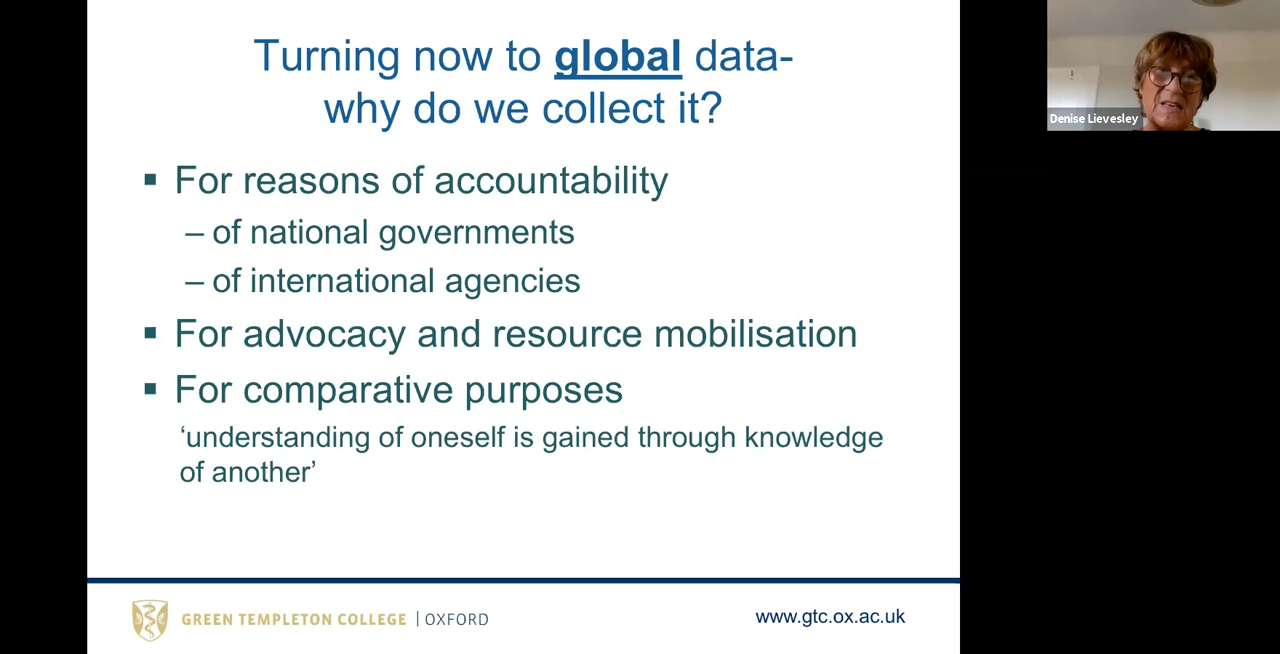 Turning now to global data-
why do we collect it?
▪ For reasons of accountability
– of national governments
– of international agencies
▪ For advocacy and resource mobilisation
▪ For comparative purposes
‘understanding of oneself is gained through knowledge
of another’
GREEN TEMPLETON COLLEGE | OXFORD
www.gtc.ox.ac.uk
Denise Lievesley